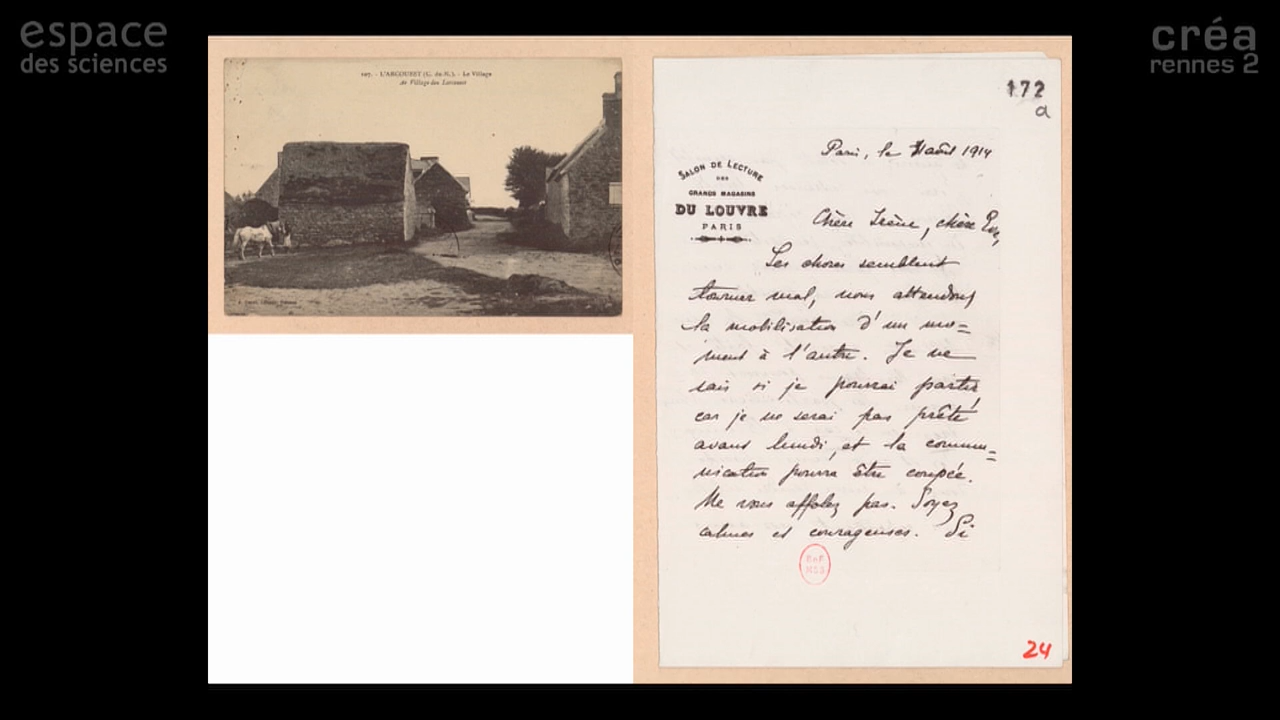 espace
des sciences
créa
rennes 2
L'ARCOUEST (C.-du-N.). - Le Village
172
a
Paris, le 1 août 1914
SALON DE LECTURE
DES
GRANDS MAGASINS
DU LOUVRE
PARIS
Chère Irène, chère Eve,
Les choses semblent
tourner mal, nous attendons
la mobilisation d'un mo=
ment à l'autre. Je ne
sais si je pourrai partir
car je ne serai pas prête
avant lundi, et la commu=
nication pourra être coupée.
Ne vous affolez pas. Soyez
calmes et courageuses. Si
B.n.F.
MSS
24